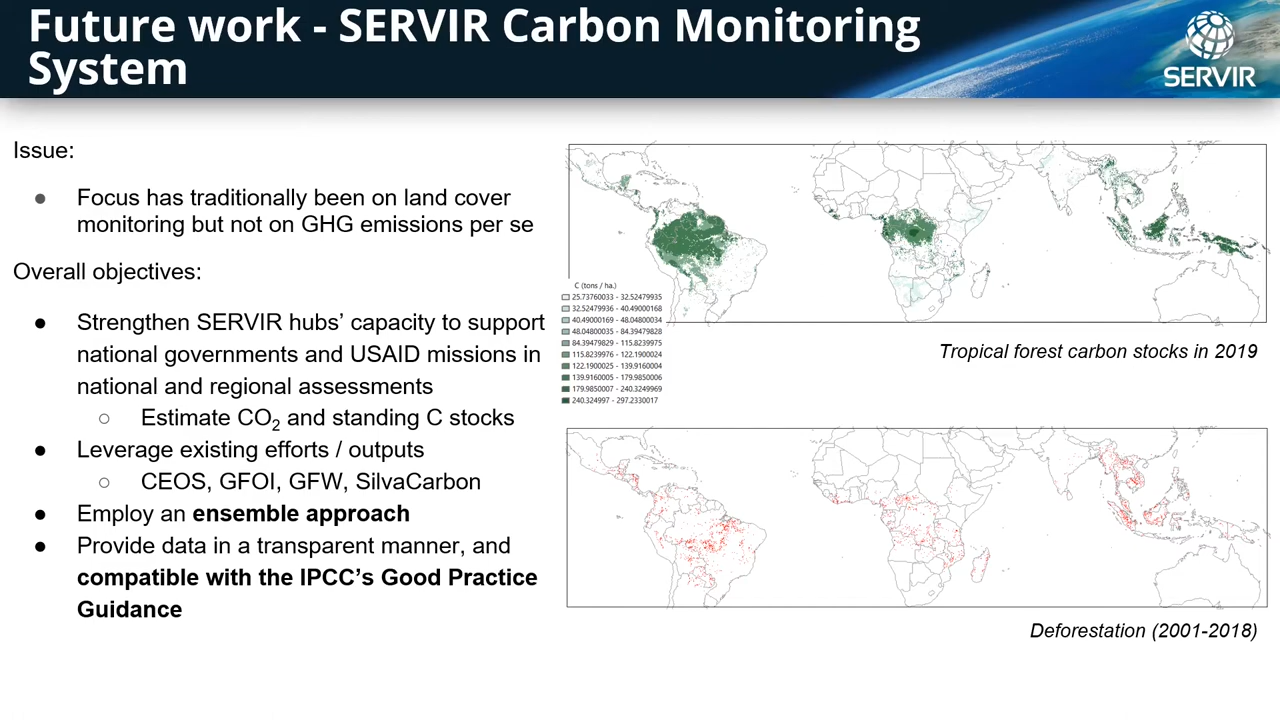 Future work - SERVIR Carbon Monitoring
System
SERVIR
Issue:
● Focus has traditionally been on land cover
monitoring but not on GHG emissions per se
Overall objectives:
● Strengthen SERVIR hubs’ capacity to support
national governments and USAID missions in
national and regional assessments
○ Estimate CO₂ and standing C stocks
● Leverage existing efforts / outputs
○ CEOS, GFOI, GFW, SilvaCarbon
● Employ an ensemble approach
● Provide data in a transparent manner, and
compatible with the IPCC’s Good Practice
Guidance
C (tons / ha.)
25.73760033 - 32.52479935
32.52479936 - 40.49000168
40.49000169 - 48.04800034
48.04800035 - 84.39479828
84.39479829 - 115.8239975
115.8239976 - 122.1900024
122.1900025 - 139.9160004
139.9160005 - 179.9850006
179.9850007 - 240.3249969
240.324997 - 297.2330017
Tropical forest carbon stocks in 2019
Deforestation (2001-2018)